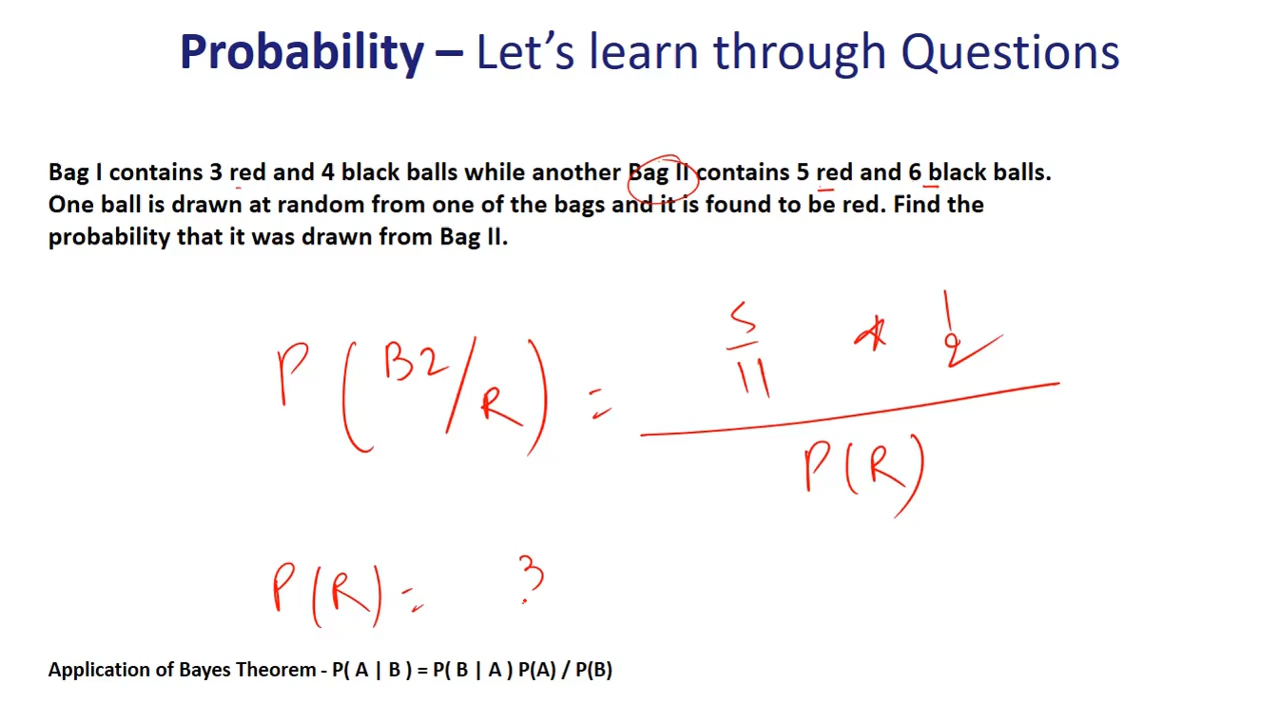 Probability – Let's learn through Questions
Bag I contains 3 red and 4 black balls while another Bag II contains 5 red and 6 black balls.
One ball is drawn at random from one of the bags and it is found to be red. Find the
probability that it was drawn from Bag II.
P(B2/R) = 5/11 * 1/2
P(R)
P(R) = 3
Application of Bayes Theorem - P( A | B ) = P( B | A ) P(A) / P(B)